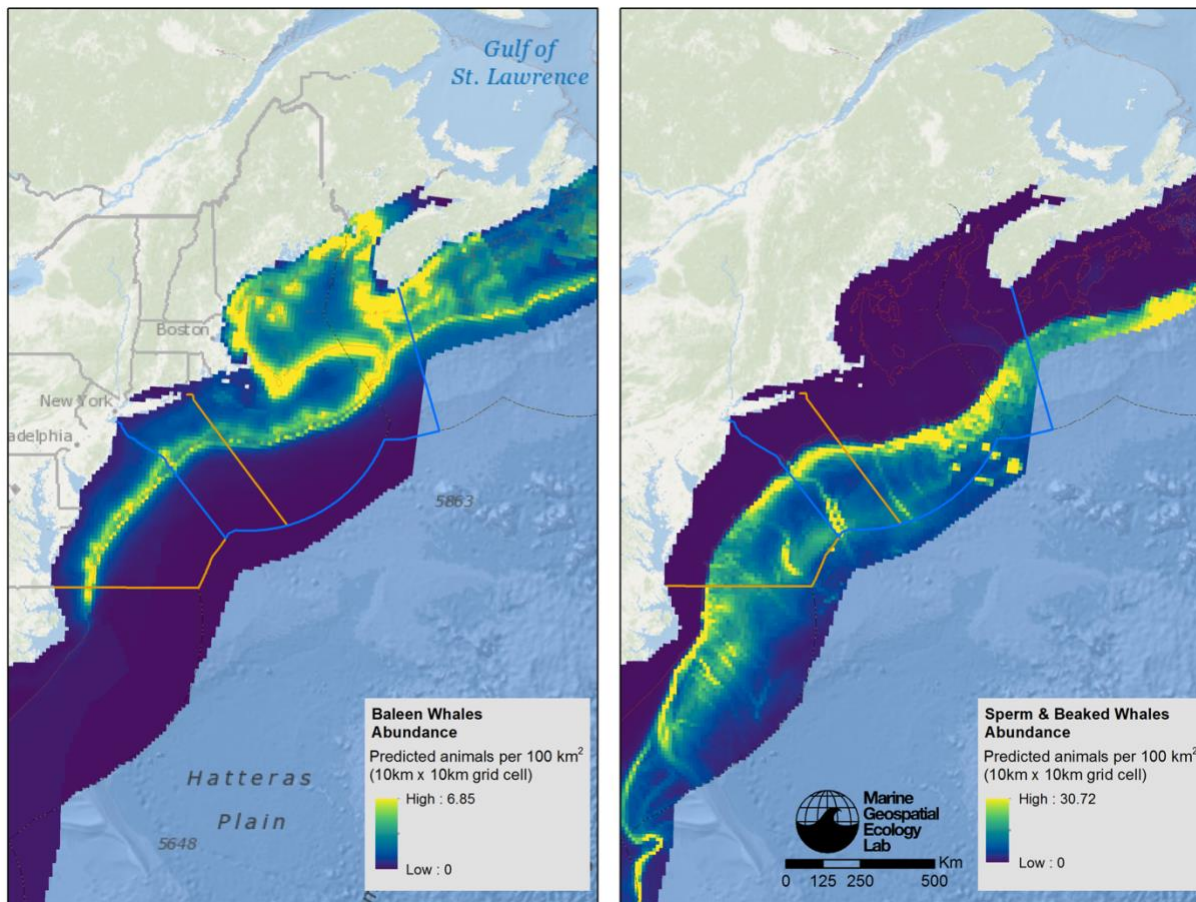 Gulf of
St. Lawrence
Boston
New York
adelphia
5863
Hatteras
Plain
5648
Baleen Whales
Abundance
Predicted animals per 100 km²
(10km x 10km grid cell)
High : 6.85
Low : 0
Marine
Geospatial
Ecology
Lab
Km
0 125 250 500
Sperm & Beaked Whales
Abundance
Predicted animals per 100 km²
(10km x 10km grid cell)
High : 30.72
Low : 0